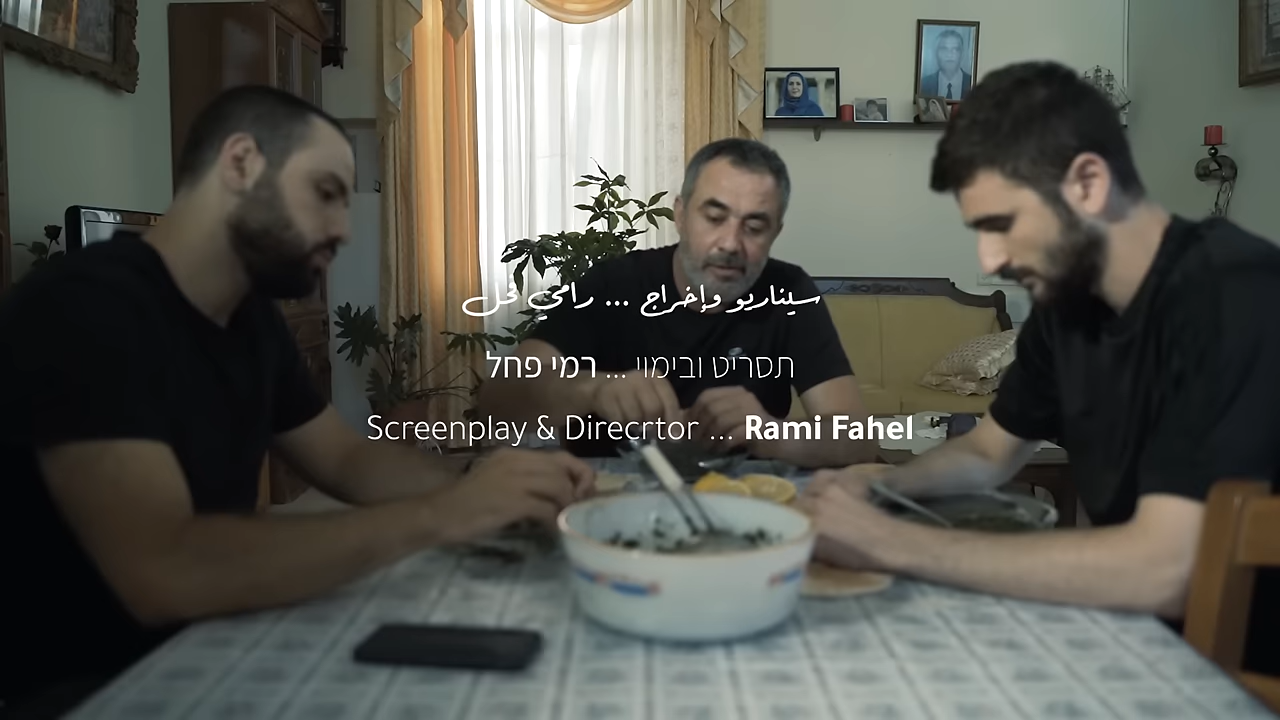 سيناريو وإخراج ... رامي فحل
תסריט ובימוי ... רמי פחל
Screenplay & Direcrtor ... Rami Fahel